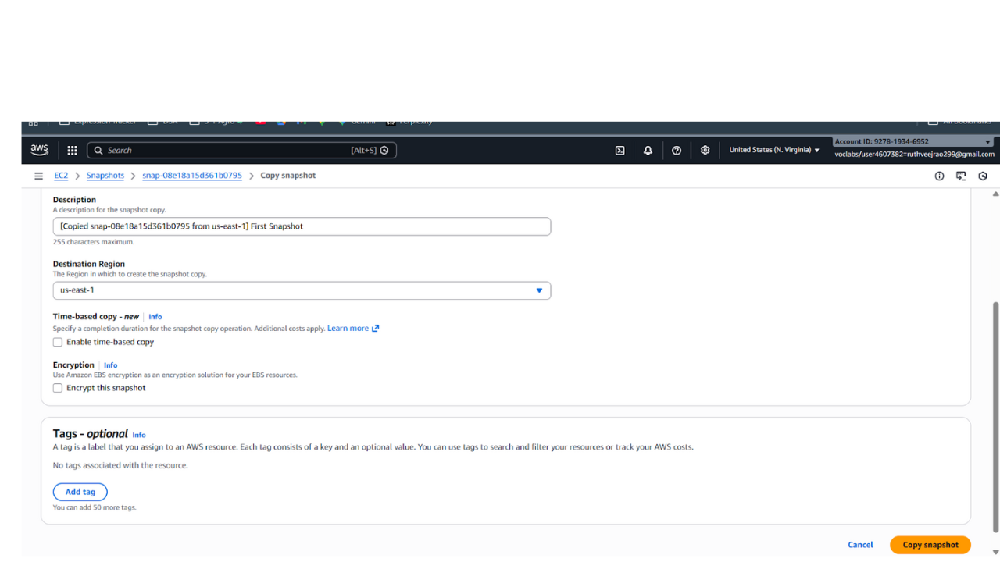 Expression Tracker DSA Gemini Perplexity All Bookmarks
aws Search [Alt+S] United States (N. Virginia) Account ID: 9278-1934-6952
voclabs/user4607382=ruthveejrao299@gmail.com
EC2 > Snapshots > snap-08e18a15d361b0795 > Copy snapshot
Description
A description for the snapshot copy.
[Copied snap-08e18a15d361b0795 from us-east-1] First Snapshot
255 characters maximum.
Destination Region
The Region in which to create the snapshot copy.
us-east-1
Time-based copy - new Info
Specify a completion duration for the snapshot copy operation. Additional costs apply. Learn more
Enable time-based copy
Encryption Info
Use Amazon EBS encryption as an encryption solution for your EBS resources.
Encrypt this snapshot
Tags - optional Info
A tag is a label that you assign to an AWS resource. Each tag consists of a key and an optional value. You can use tags to search and filter your resources or track your AWS costs.
No tags associated with the resource.
Add tag
You can add 50 more tags.
Cancel Copy snapshot